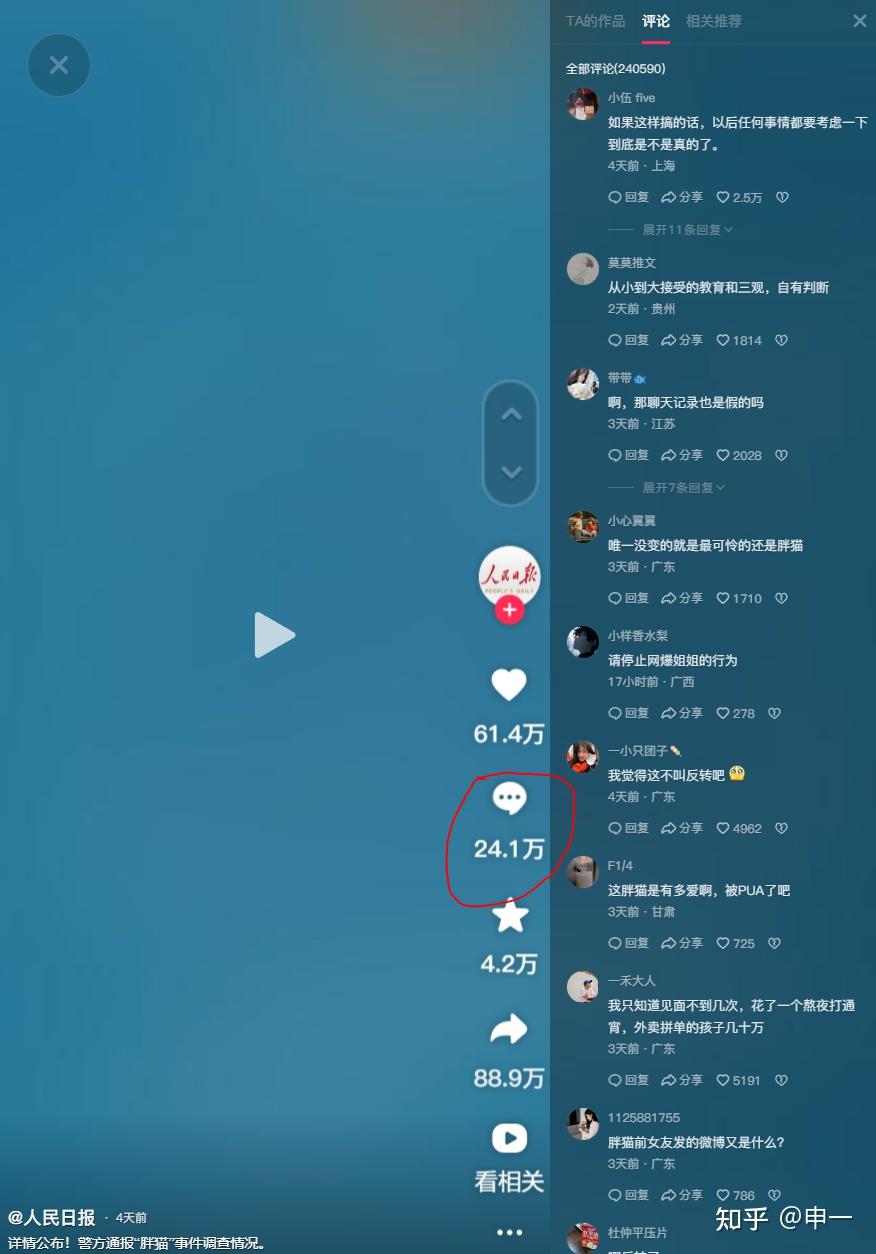 TA的作品 评论 相关推荐
全部评论(240590)
小伍 five
如果这样搞的话，以后任何事情都要考虑一下
到底是不是真的了。
4天前 · 上海
回复 分享 2.5万
展开11条回复
莫莫推文
从小到大接受的教育和三观，自有判断
2天前 · 贵州
回复 分享 1814
带带
啊，那聊天记录也是假的吗
3天前 · 江苏
回复 分享 2028
展开7条回复
小心翼翼
唯一没变的就是最可怜的还是胖猫
3天前 · 广东
回复 分享 1710
小样香水梨
请停止网爆姐姐的行为
17小时前 · 广西
回复 分享 278
一小只团子
我觉得这不叫反转吧
4天前 · 广东
回复 分享 4962
F1/4
这胖猫是有多爱啊，被PUA了吧
3天前 · 甘肃
回复 分享 725
一禾大人
我只知道见面不到几次，花了一个熬夜打通
宵，外卖拼单的孩子几十万
3天前 · 广东
回复 分享 5191
1125881755
胖猫前女友发的微博又是什么？
3天前 · 广东
回复 分享 786
杜仲平压片
人民日报
PEOPLE'S DAILY
61.4万
24.1万
4.2万
88.9万
看相关
@人民日报 · 4天前
详情公布！警方通报“胖猫”事件调查情况。
知乎 @申一